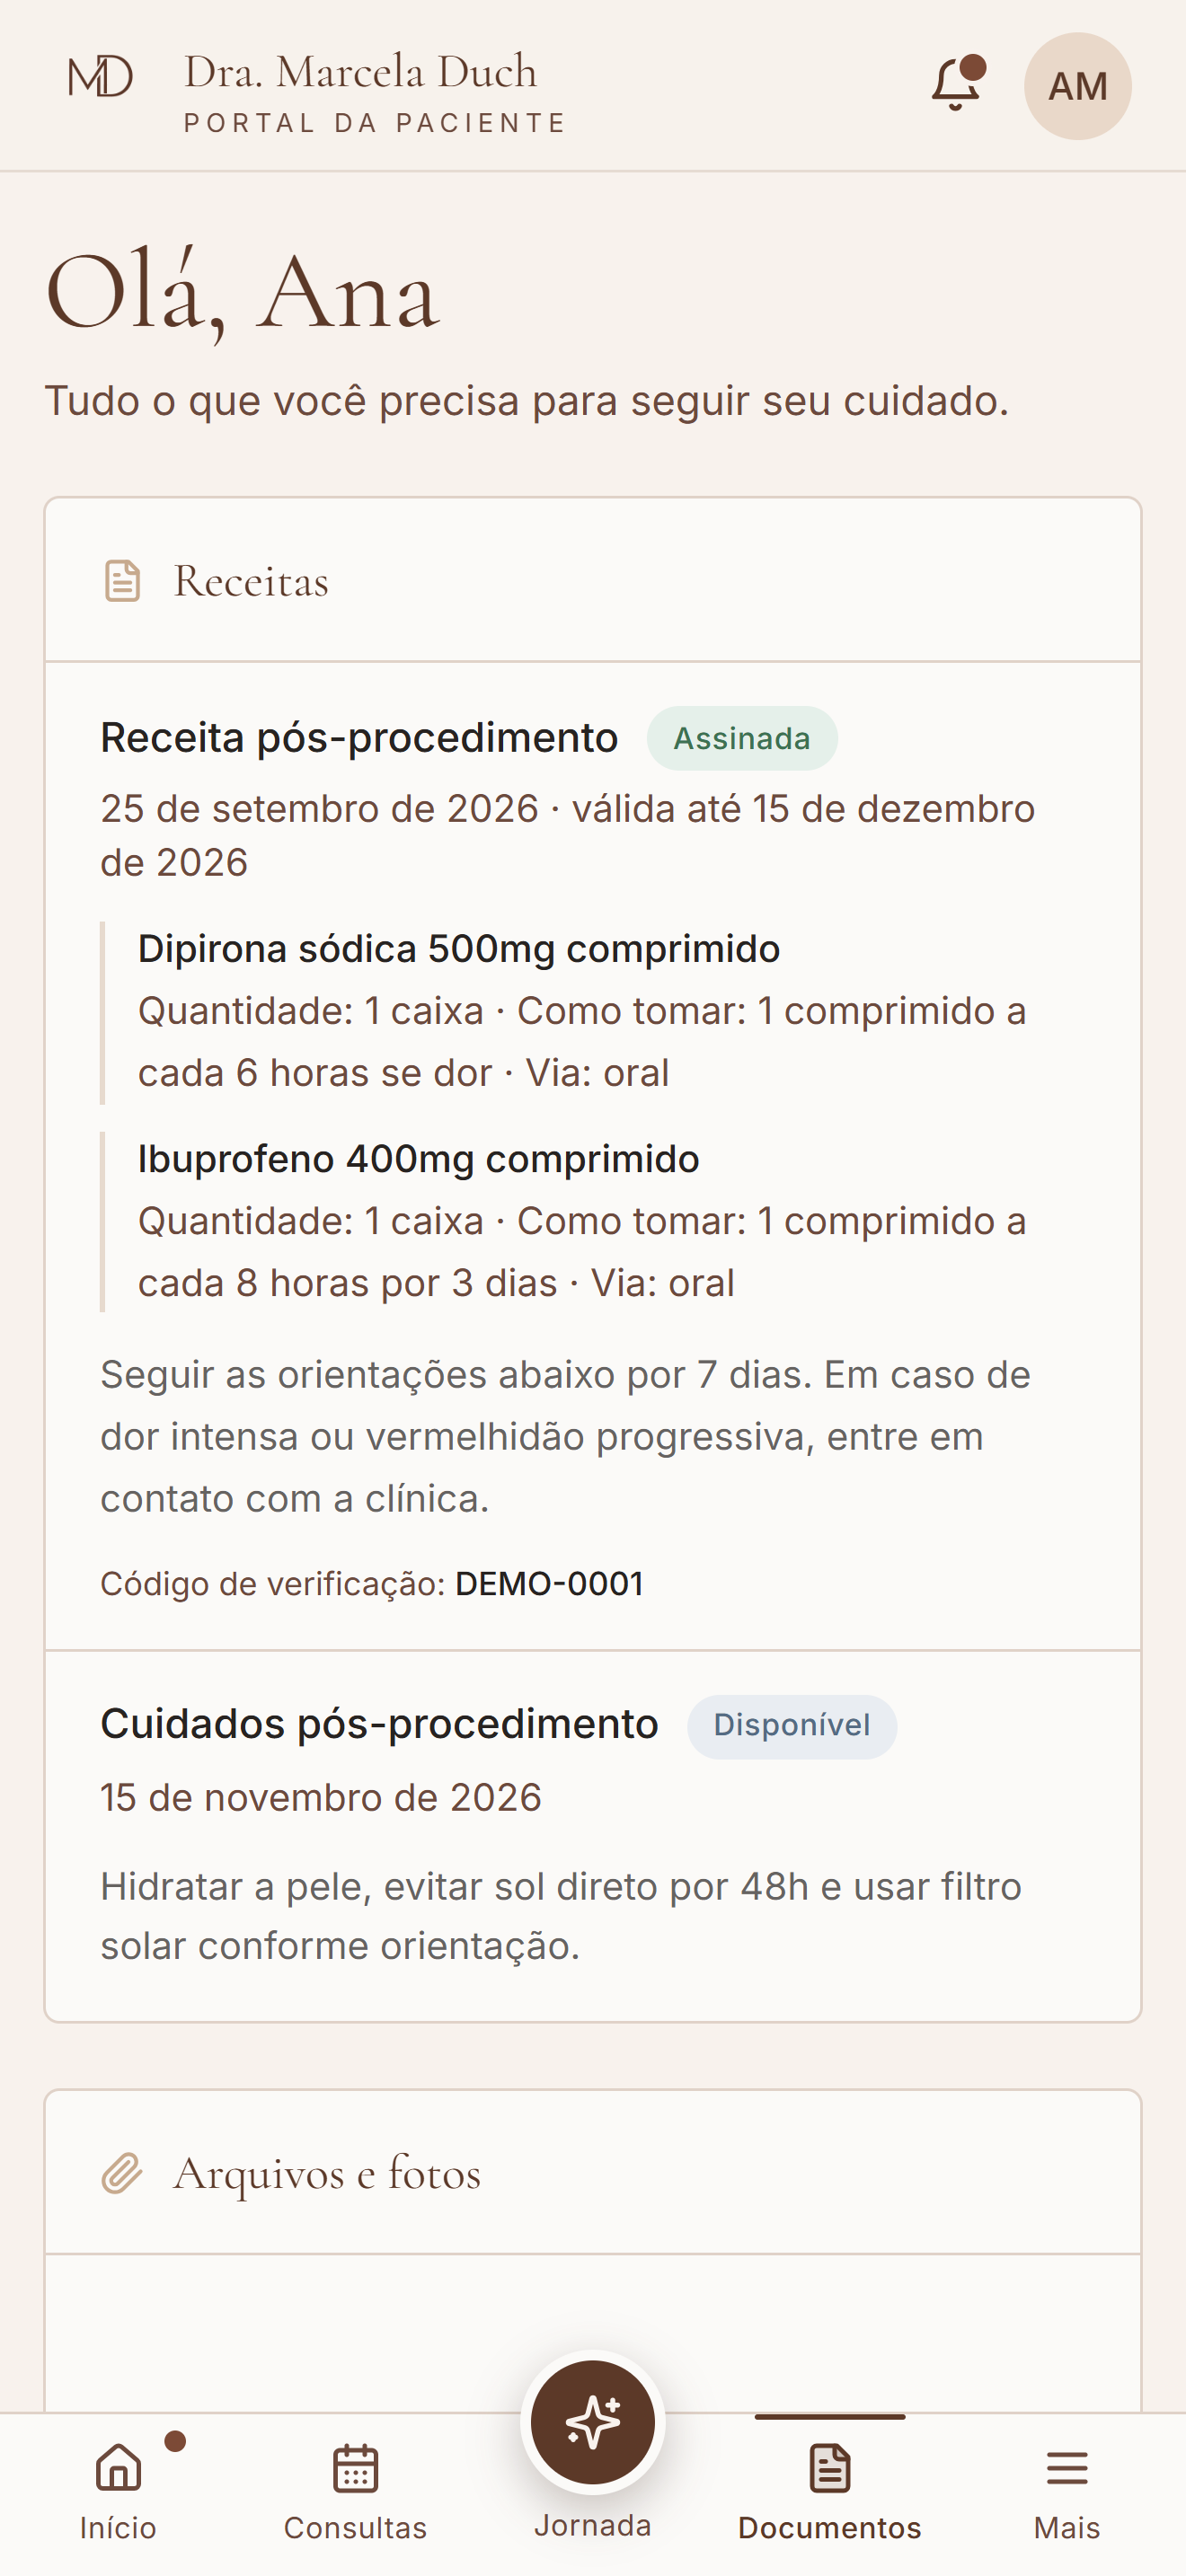 MD
Dra. Marcela Duch
PORTAL DA PACIENTE
AM
Olá, Ana
Tudo o que você precisa para seguir seu cuidado.
Receitas
Receita pós-procedimento
Assinada
25 de setembro de 2026 · válida até 15 de dezembro
de 2026
Dipirona sódica 500mg comprimido
Quantidade: 1 caixa · Como tomar: 1 comprimido a
cada 6 horas se dor · Via: oral
Ibuprofeno 400mg comprimido
Quantidade: 1 caixa · Como tomar: 1 comprimido a
cada 8 horas por 3 dias · Via: oral
Seguir as orientações abaixo por 7 dias. Em caso de
dor intensa ou vermelhidão progressiva, entre em
contato com a clínica.
Código de verificação: DEMO-0001
Cuidados pós-procedimento
Disponível
15 de novembro de 2026
Hidratar a pele, evitar sol direto por 48h e usar filtro
solar conforme orientação.
Arquivos e fotos
Início
Consultas
Jornada
Documentos
Mais